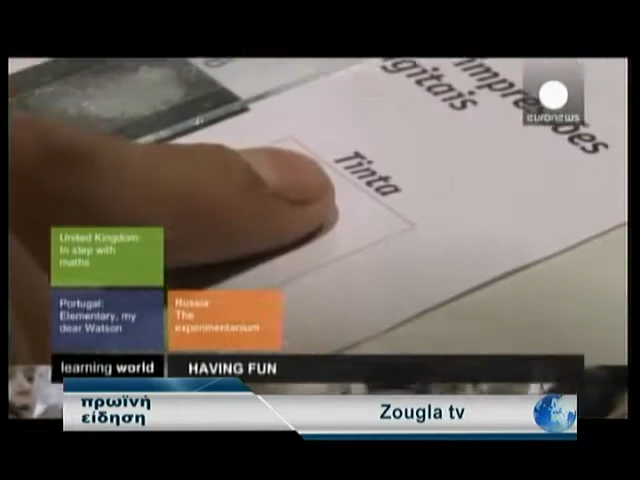 Impressões
Digitais
euronews
Tinta
United Kingdom:
In step with
maths
Portugal:
Elementary, my
dear Watson
Russia:
The
experimentarium
learning world
HAVING FUN
πρωϊνή
είδηση
Zougla tv